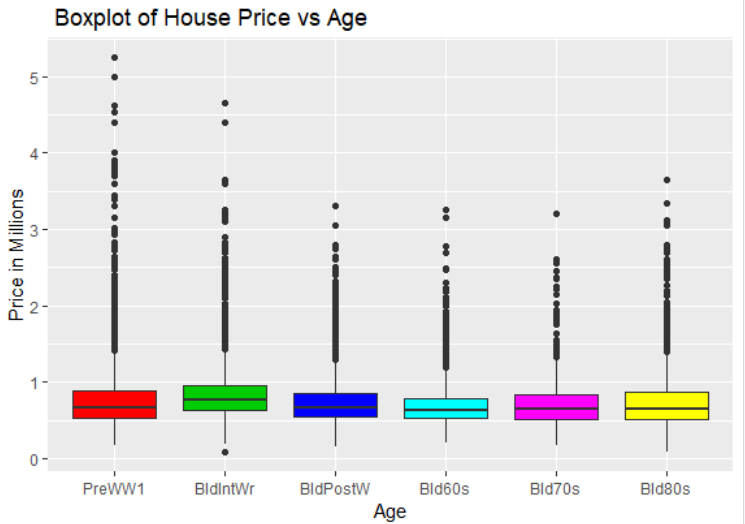 Boxplot of House Price vs Age
Price in Millions
5
4
3
2
1
0
PreWW1 BldIntWr BldPostW Bld60s Bld70s Bld80s
Age